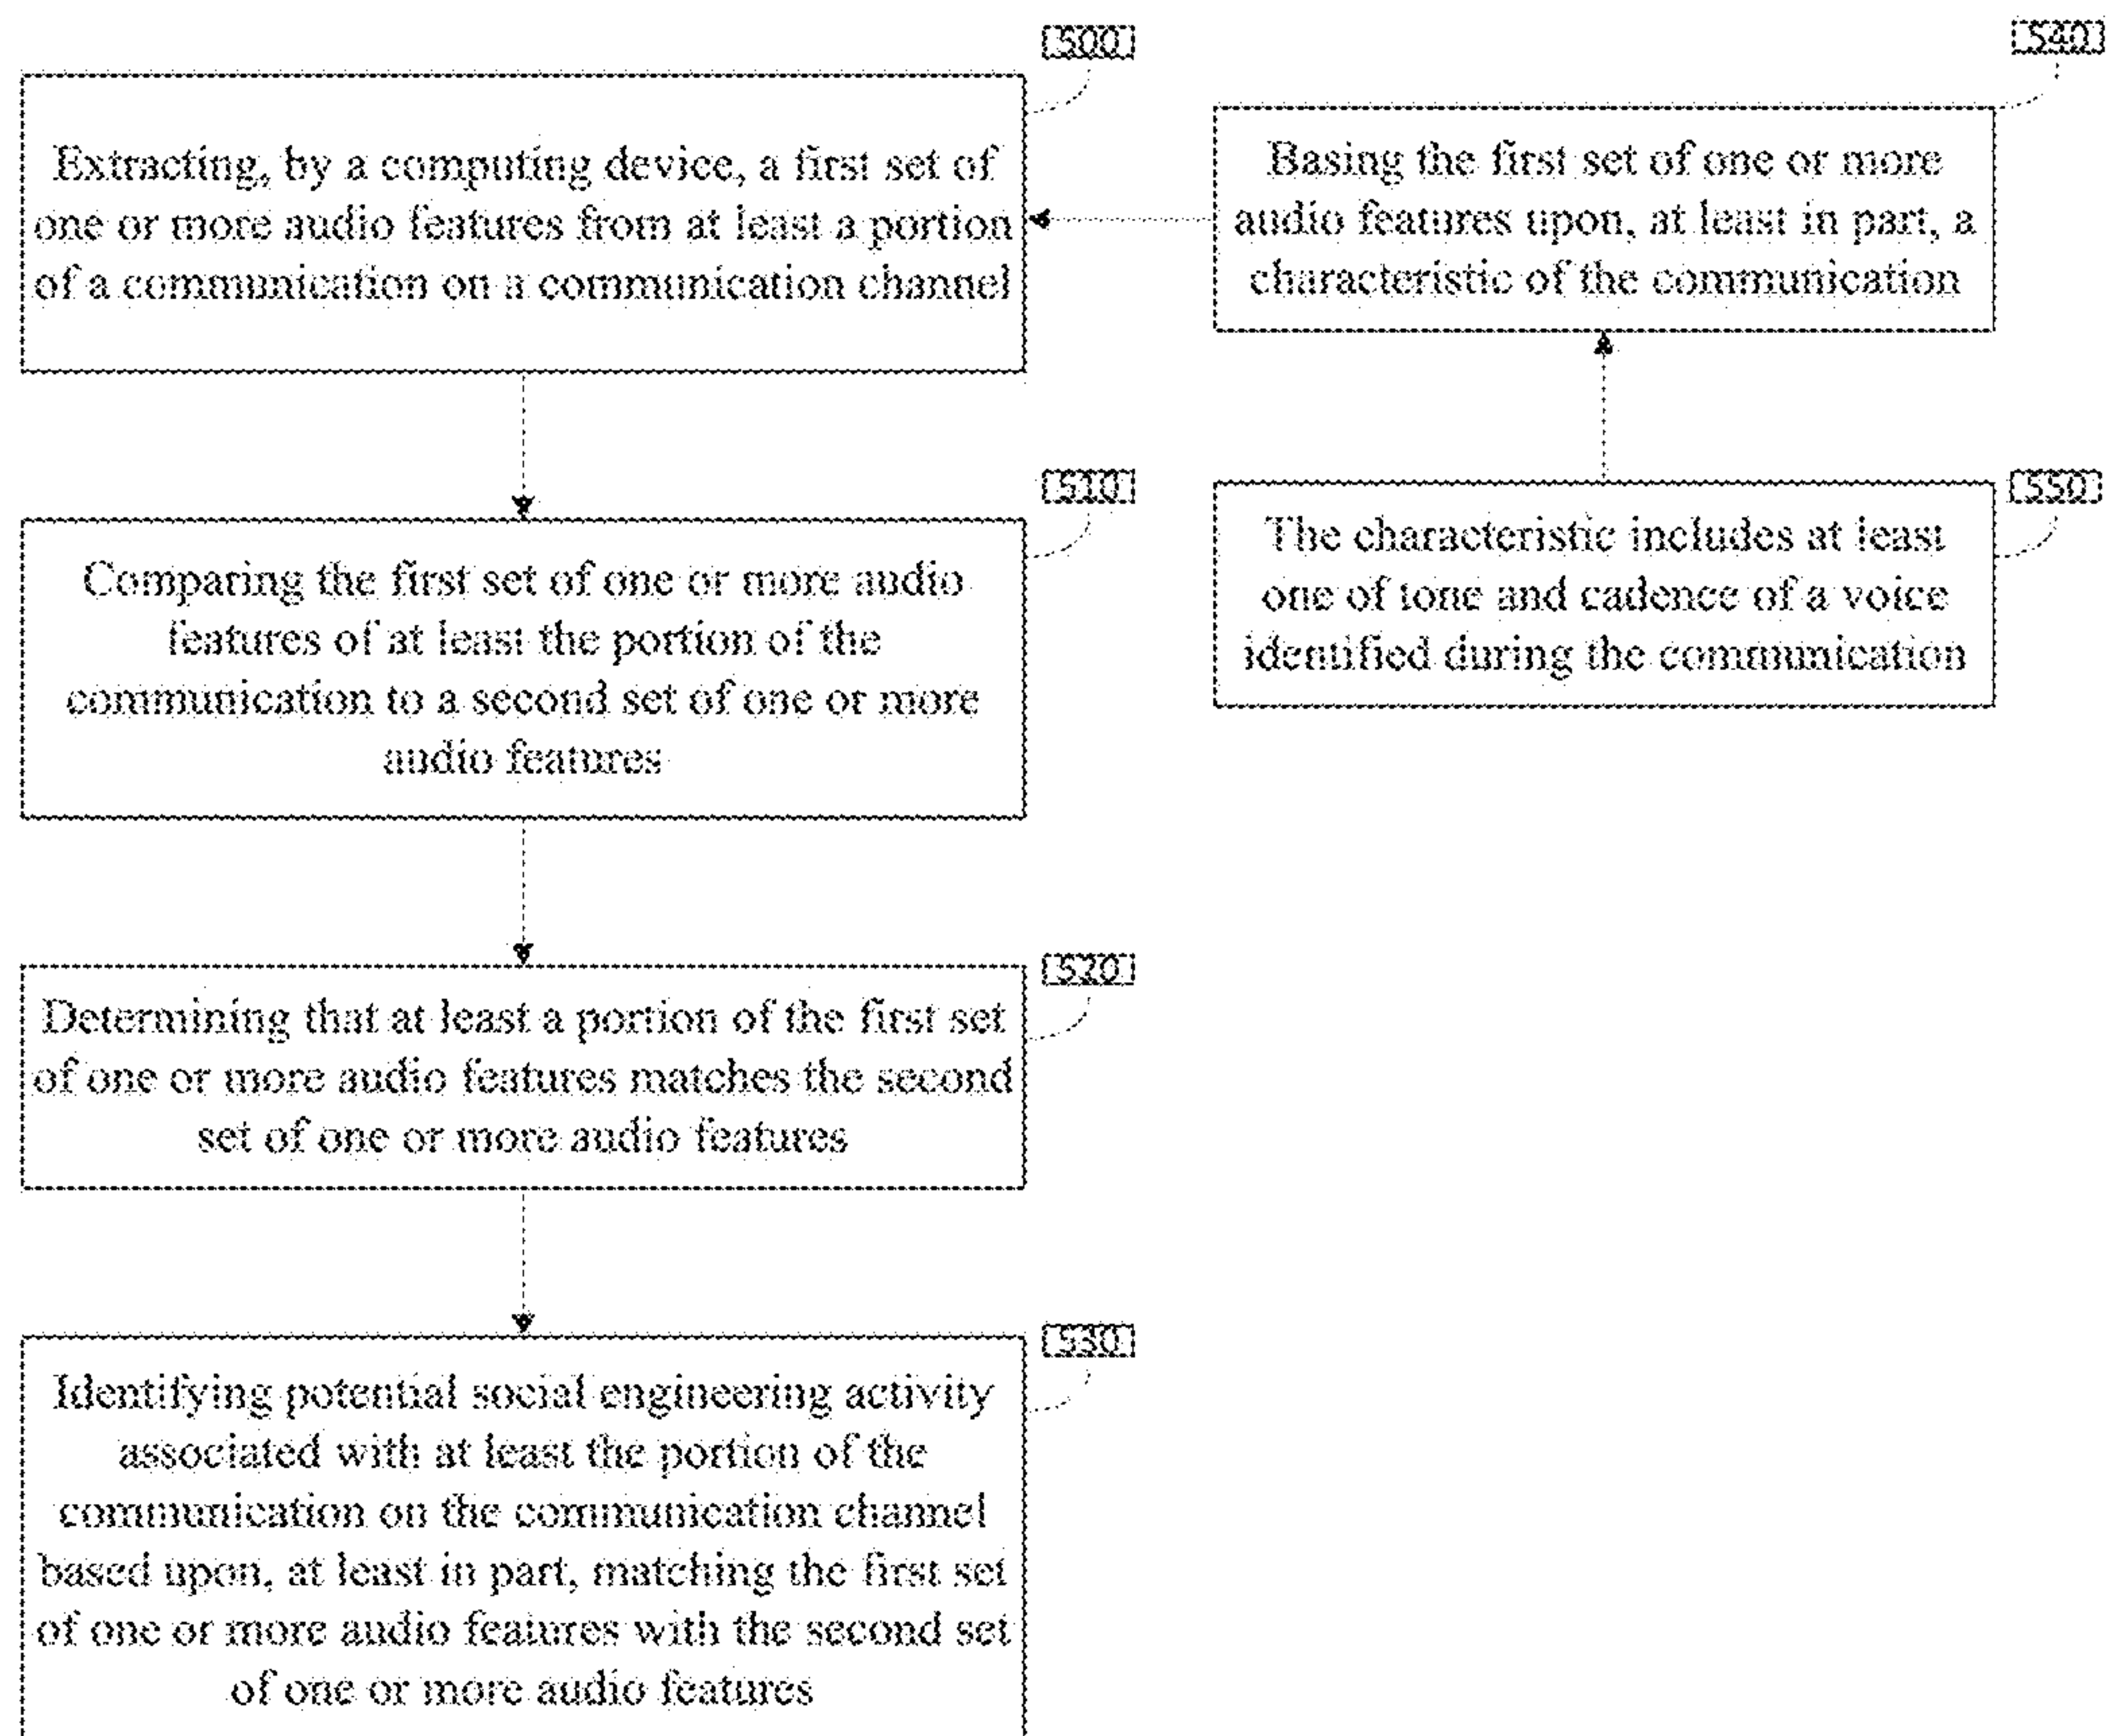 500
Extracting, by a computing device, a first set of
one or more audio features from at least a portion
of a communication on a communication channel
540
Basing the first set of one or more
audio features upon, at least in part, a
characteristic of the communication
510
Comparing the first set of one or more audio
features of at least the portion of the
communication to a second set of one or more
audio features
550
The characteristic includes at least
one of tone and cadence of a voice
identified during the communication
520
Determining that at least a portion of the first set
of one or more audio features matches the second
set of one or more audio features
530
Identifying potential social engineering activity
associated with at least the portion of the
communication on the communication channel
based upon, at least in part, matching the first set
of one or more audio features with the second set
of one or more audio features